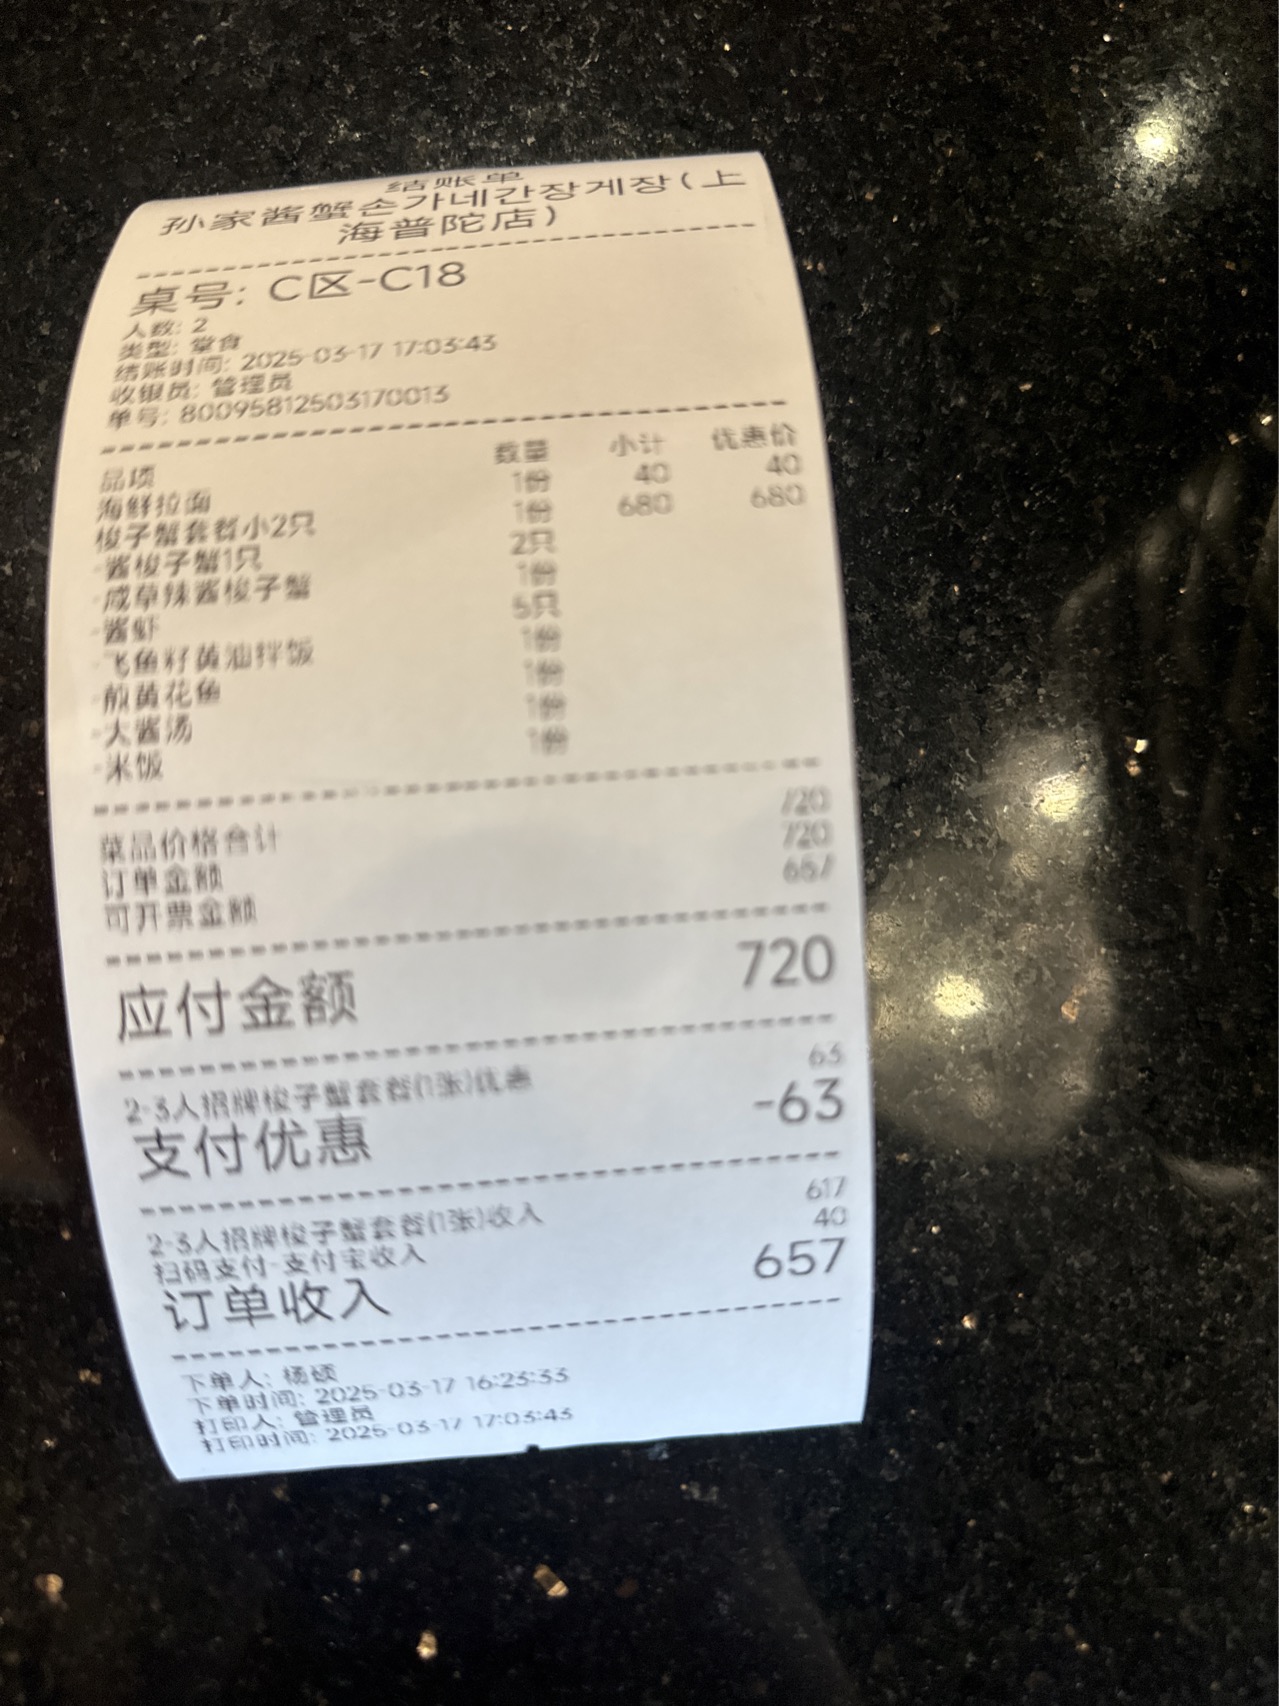 结账单
孙家酱蟹손가네간장게장(上
海普陀店)
桌号: C区-C18
人数: 2
类型: 堂食
结账时间: 2025-03-17 17:03:43
收银员: 管理员
单号: 80095812503170013
品项 数量 小计 优惠价
海鲜拉面 1份 40 40
梭子蟹套餐小2只 1份 680 680
-酱梭子蟹1只 2只
-咸草辣酱梭子蟹 1份
-酱虾 5只
-飞鱼籽黄油拌饭 1份
-煎黄花鱼 1份
-大酱汤 1份
-米饭 1份
菜品价格合计 720
订单金额 720
可开票金额 657
应付金额 720
2-3人招牌梭子蟹套餐(1张)优惠 63
支付优惠 -63
2-3人招牌梭子蟹套餐(1张)收入 617
扫码支付-支付宝收入 40
订单收入 657
下单人: 杨硕
下单时间: 2025-03-17 16:23:33
打印人: 管理员
打印时间: 2025-03-17 17:03:43